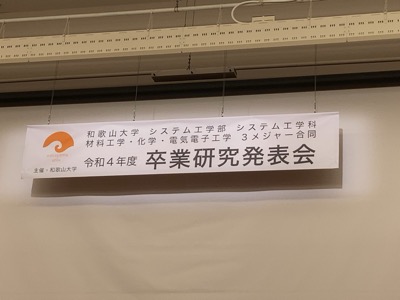 和歌山大学 システム工学部 システム工学科
材料工学・化学・電気電子工学 3メジャー合同
令和4年度 卒業研究発表会
主催・和歌山大学